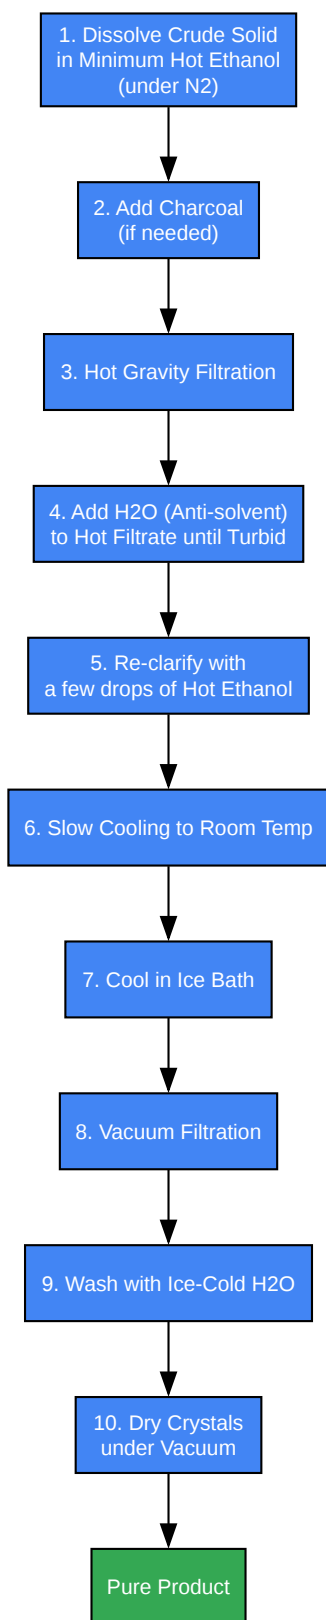 1. Dissolve Crude Solid
in Minimum Hot Ethanol
(under N2)
2. Add Charcoal
(if needed)
3. Hot Gravity Filtration
4. Add H2O (Anti-solvent)
to Hot Filtrate until Turbid
5. Re-clarify with
a few drops of Hot Ethanol
6. Slow Cooling to Room Temp
7. Cool in Ice Bath
8. Vacuum Filtration
9. Wash with Ice-Cold H2O
10. Dry Crystals
under Vacuum
Pure Product